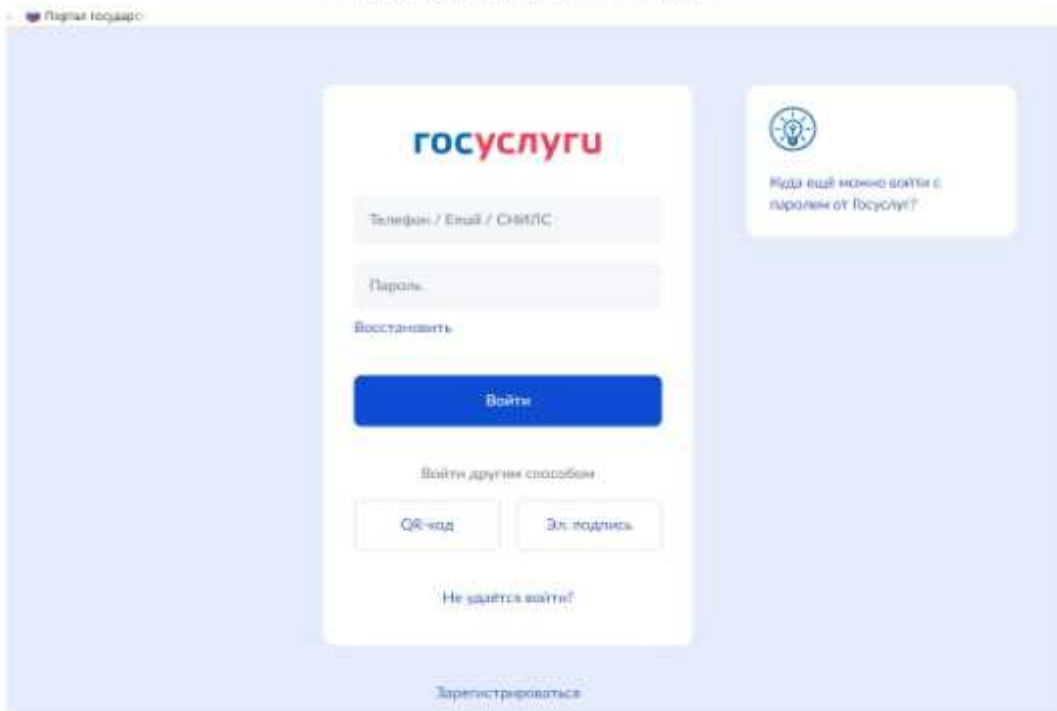 Портал государс
госуслуги
Куда ещё можно войти с
паролем от Госуслуг?
Телефон / Email / СНИЛС
Пароль
Восстановить
Войти
Войти другим способом
QR-код
Эл. подпись
Не удаётся войти?
Зарегистрироваться